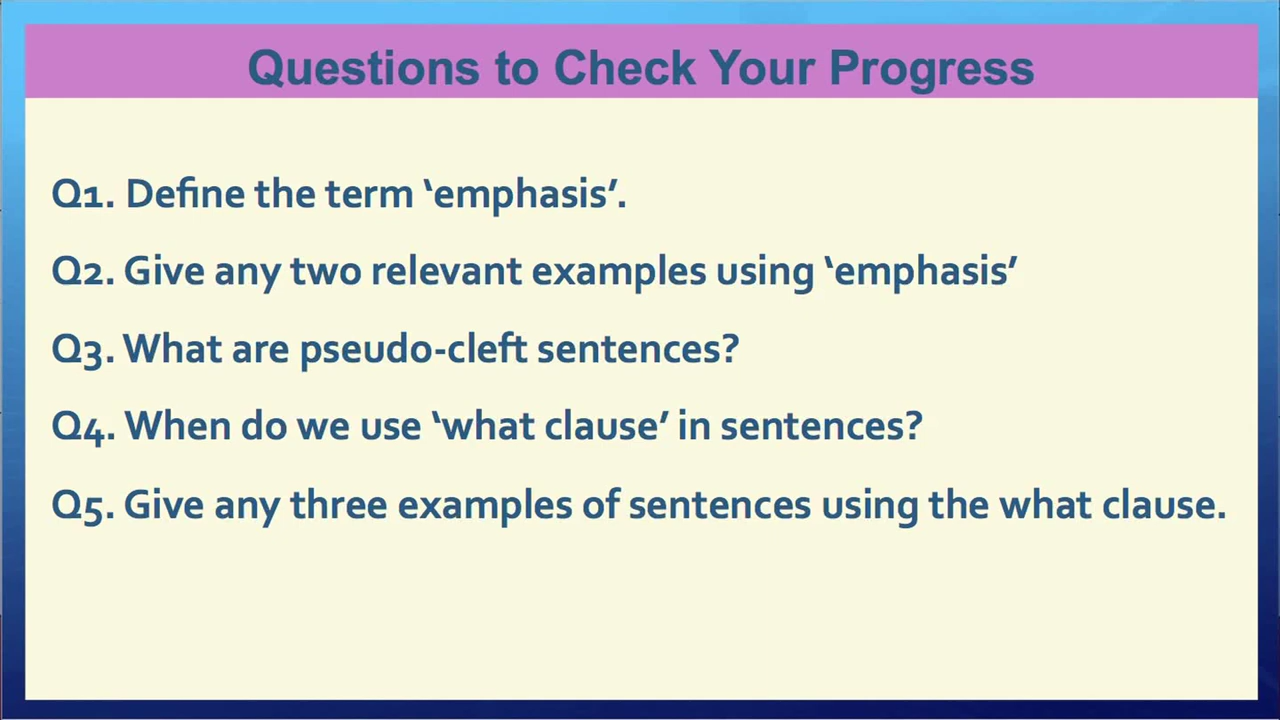 Questions to Check Your Progress
Q1. Define the term ‘emphasis’.
Q2. Give any two relevant examples using ‘emphasis’
Q3. What are pseudo-cleft sentences?
Q4. When do we use ‘what clause’ in sentences?
Q5. Give any three examples of sentences using the what clause.